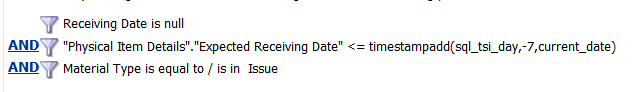 Receiving Date is null
AND "Physical Item Details"."Expected Receiving Date" <= timestampadd(sql_tsi_day,-7,current_date)
AND Material Type is equal to / is in Issue